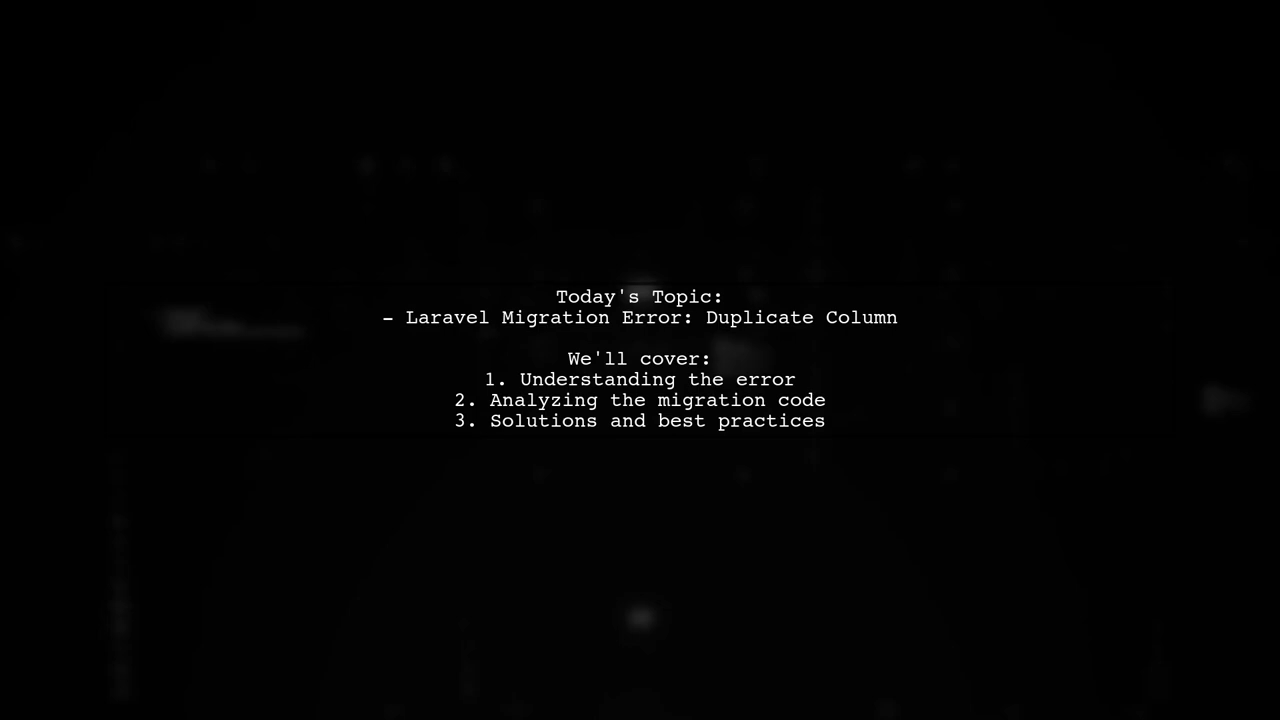 Today's Topic:
– Laravel Migration Error: Duplicate Column
We'll cover:
1. Understanding the error
2. Analyzing the migration code
3. Solutions and best practices